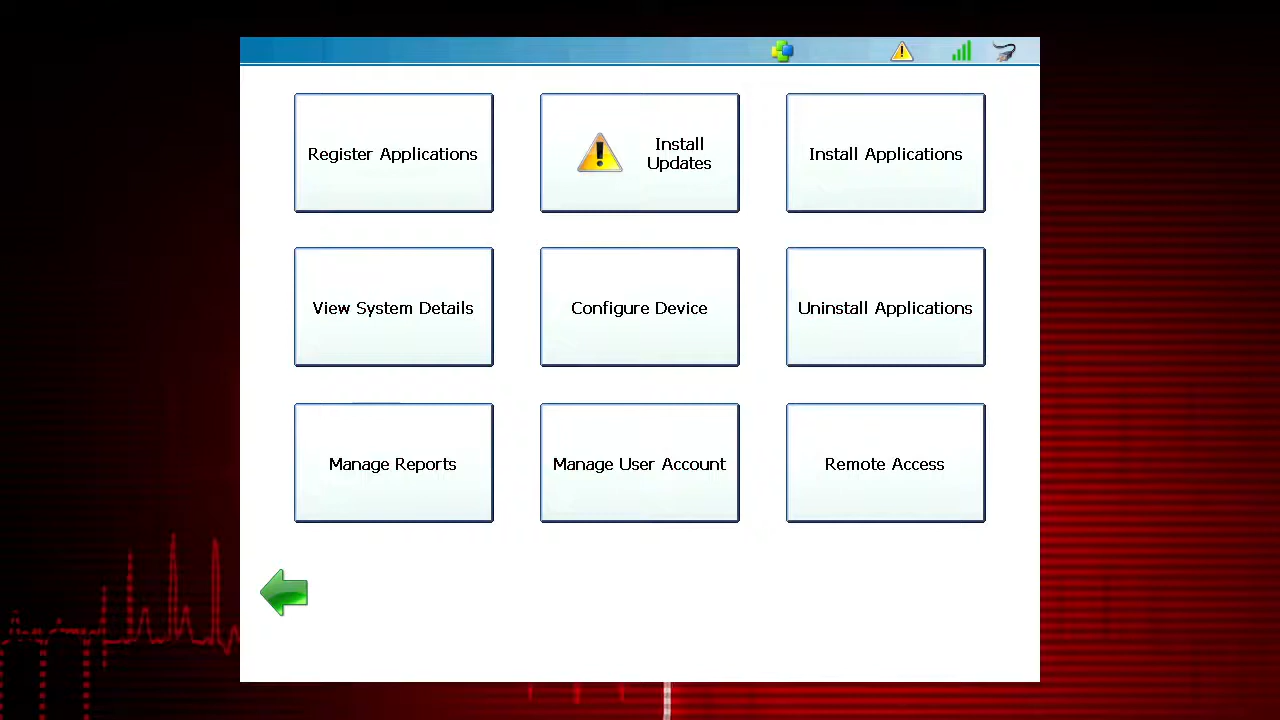 Register Applications
Install
Updates
Install Applications
View System Details
Configure Device
Uninstall Applications
Manage Reports
Manage User Account
Remote Access